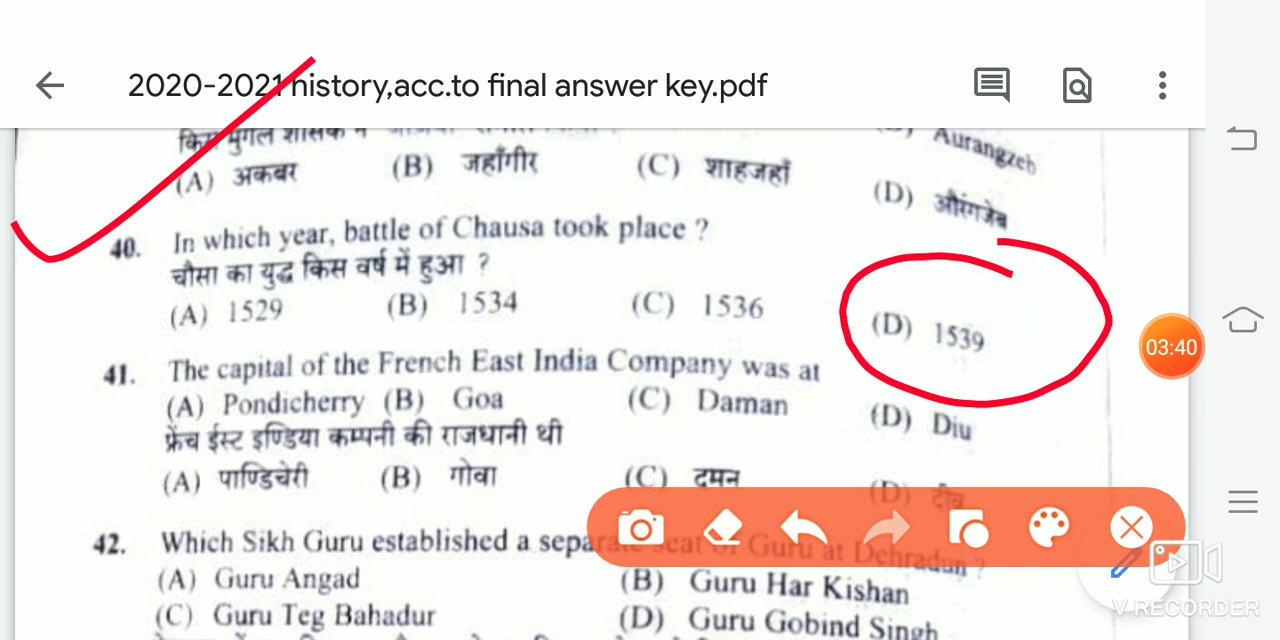 2020-2021 history,acc.to final answer key.pdf
किस मुगल शासक ने
(D) Aurangzeb
(A) अकबर (B) जहाँगीर (C) शाहजहाँ (D) औरंगजेब
40. In which year, battle of Chausa took place ?
चौसा का युद्ध किस वर्ष में हुआ ?
(A) 1529 (B) 1534 (C) 1536 (D) 1539
03:40
41. The capital of the French East India Company was at
(A) Pondicherry (B) Goa (C) Daman (D) Diu
फ्रेंच ईस्ट इण्डिया कम्पनी की राजधानी थी
(A) पाण्डिचेरी (B) गोवा (C) दमन (D) दीव
42. Which Sikh Guru established a separate seat of Guru at Dehradun ?
(A) Guru Angad (B) Guru Har Kishan
(C) Guru Teg Bahadur (D) Guru Gobind Singh
V RECORDER